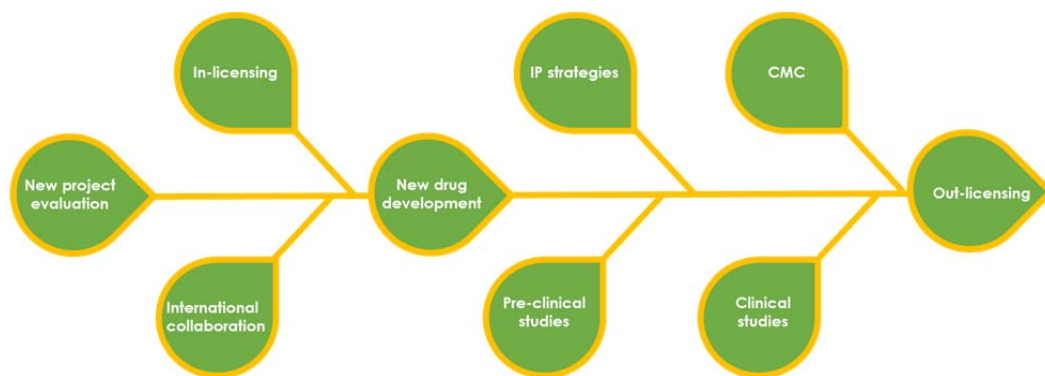 In-licensing
IP strategies
CMC
New project
evaluation
New drug
development
Out-licensing
International
collaboration
Pre-clinical
studies
Clinical
studies